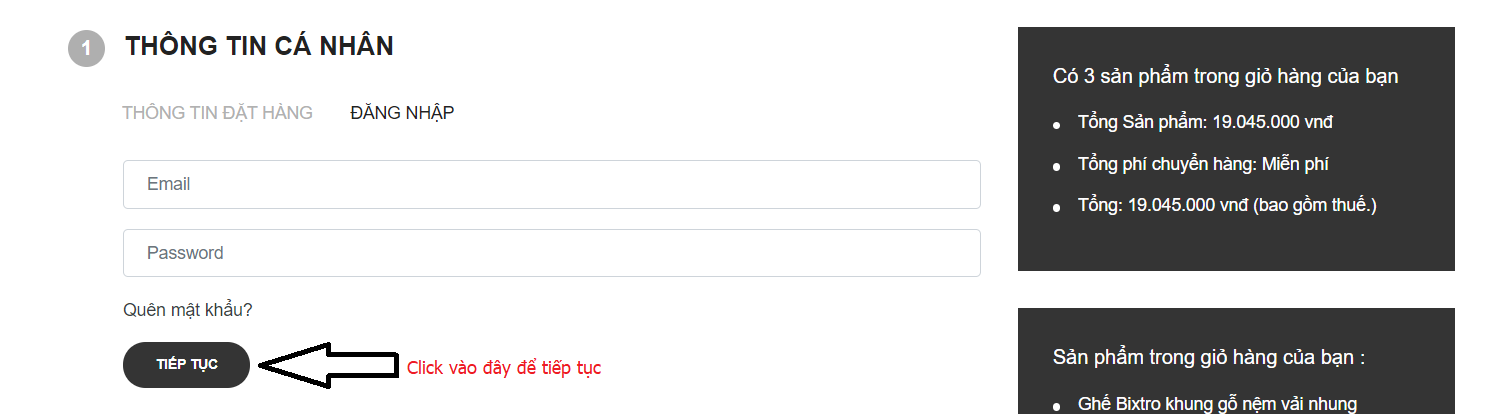 1 THÔNG TIN CÁ NHÂN
THÔNG TIN ĐẶT HÀNG ĐĂNG NHẬP
Email
Password
Quên mật khẩu?
TIẾP TỤC
Click vào đây để tiếp tục
Có 3 sản phẩm trong giỏ hàng của bạn
Tổng Sản phẩm: 19.045.000 vnđ
Tổng phí chuyển hàng: Miễn phí
Tổng: 19.045.000 vnđ (bao gồm thuế.)
Sản phẩm trong giỏ hàng của bạn :
Ghế Bixtro khung gỗ nệm vải nhung